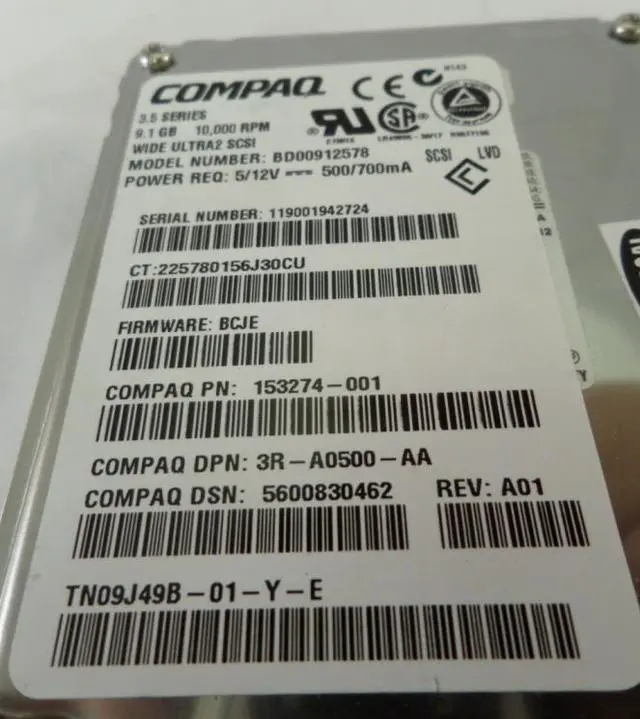 COMPAQ CE
3.5 SERIES
9.1 GB 10,000 RPM
WIDE ULTRA2 SCSI
MODEL NUMBER: BD00912578
SCSI LVD
POWER REQ: 5/12V 500/700mA
SERIAL NUMBER: 119001942724
CT:225780156J30CU
FIRMWARE: BCJE
COMPAQ PN: 153274-001
COMPAQ DPN: 3R-A0500-AA
COMPAQ DSN: 5600830462 REV: A01
TN09J49B-01-Y-E